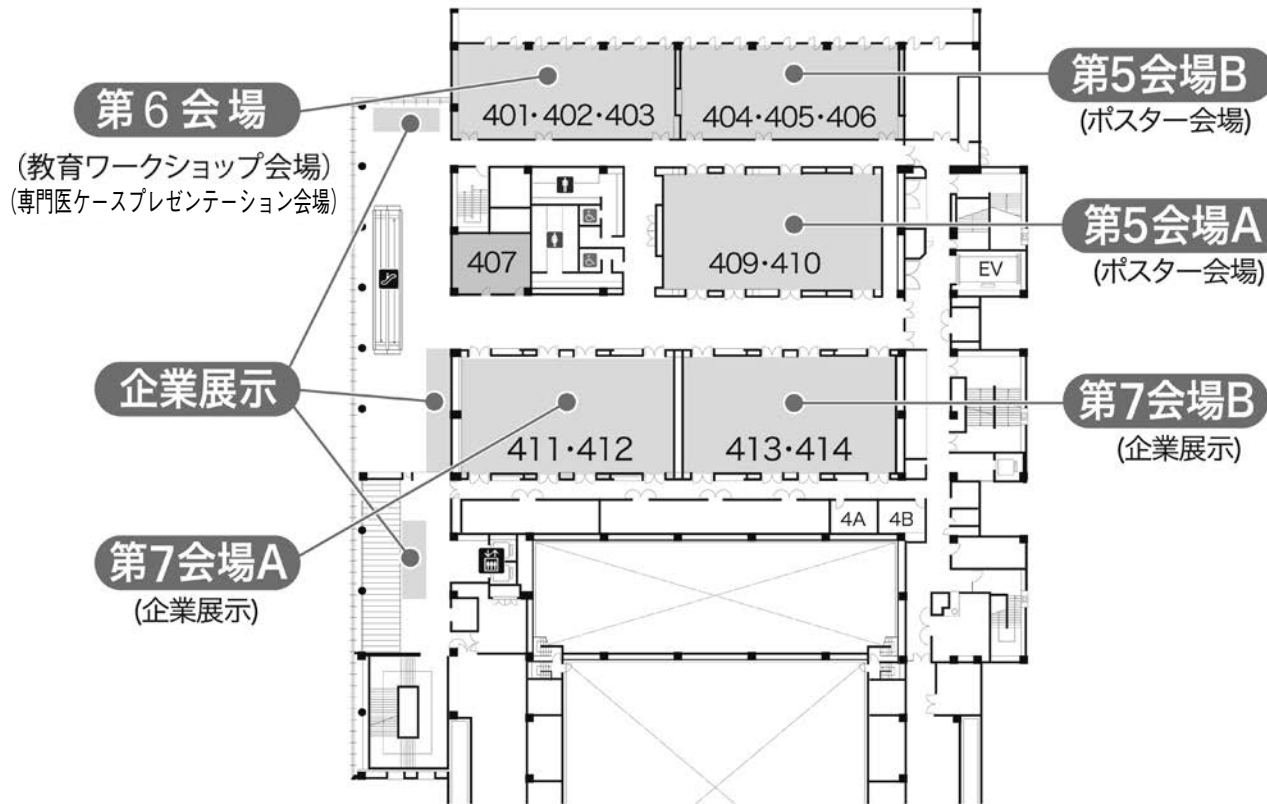 第6会場
(教育ワークショップ会場)
(専門医ケースプレゼンテーション会場)
401・402・403
404・405・406
第5会場B
(ポスター会場)
407
409・410
第5会場A
(ポスター会場)
EV
企業展示
411・412
413・414
第7会場B
(企業展示)
第7会場A
(企業展示)
4A
4B